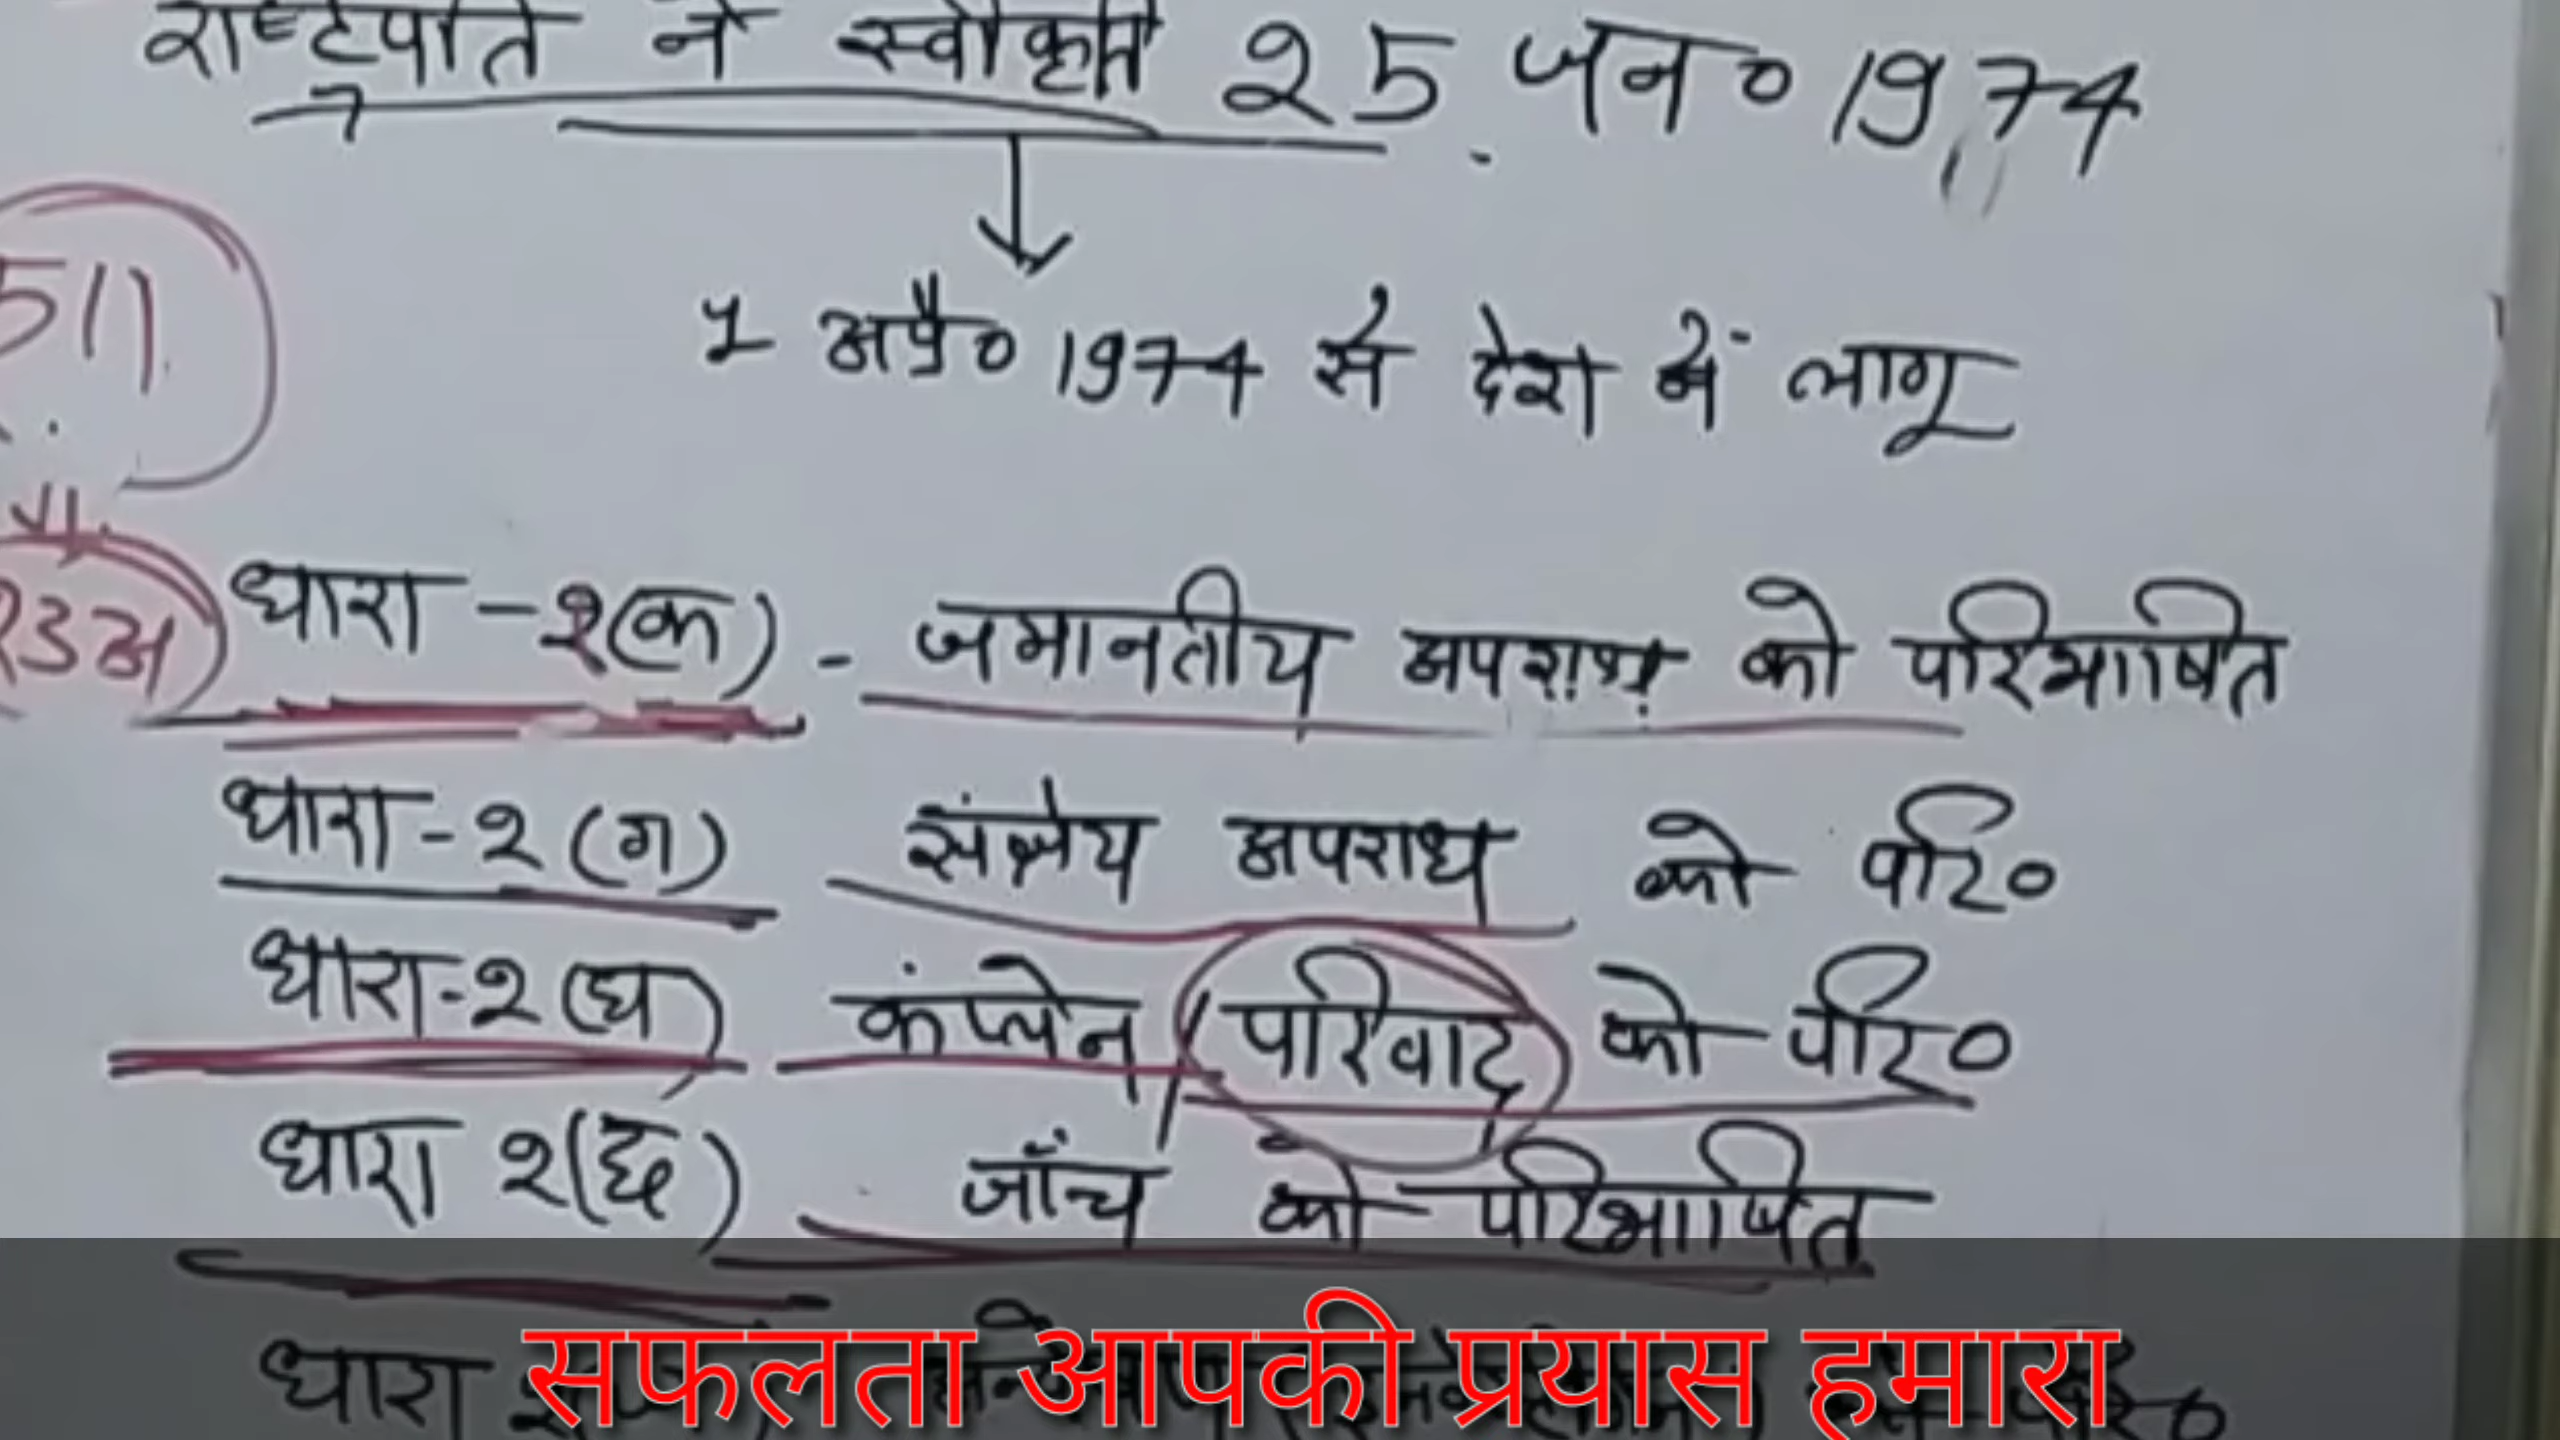 राष्ट्रपति ने स्वीकृति 25 जन० 1974
1 अप्रै० 1974 से देश में लागू
511
धारा - 2(क) - जमानतीय अपराध को परिभाषित
धारा - 2 (ग) संज्ञेय अपराध को परि०
धारा - 2 (घ) कंप्लेन / परिवाद को परि०
धारा 2(छ) जाँच को परिभाषित
धारा
सफलता आपकी प्रयास हमारा